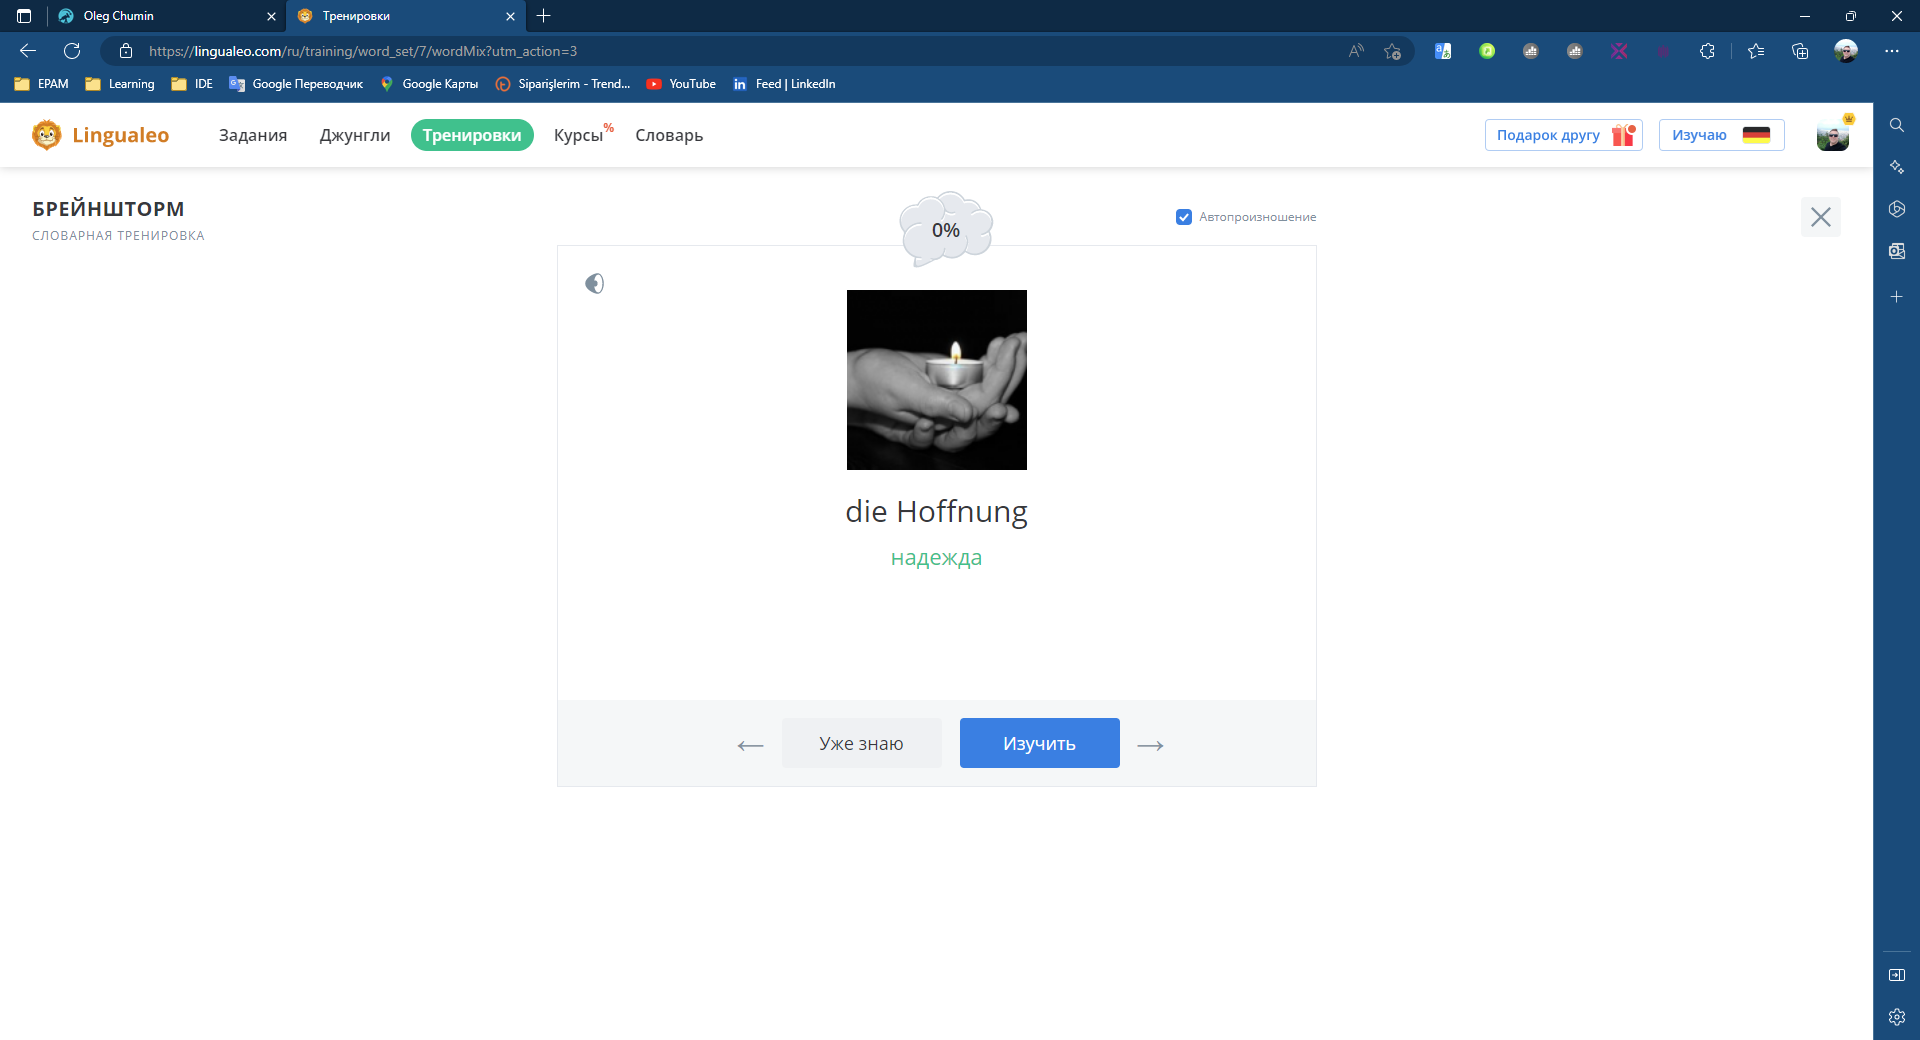 Oleg Chumin
Тренировки
https://lingualeo.com/ru/training/word_set/7/wordMix?utm_action=3
EPAM
Learning
IDE
Google Переводчик
Google Карты
Siparişlerim - Trend...
YouTube
Feed | LinkedIn
Lingualeo
Задания
Джунгли
Тренировки
Курсы%
Словарь
Подарок другу
Изучаю
БРЕЙНШТОРМ
СЛОВАРНАЯ ТРЕНИРОВКА
0%
Автопроизношение
die Hoffnung
надежда
Уже знаю
Изучить